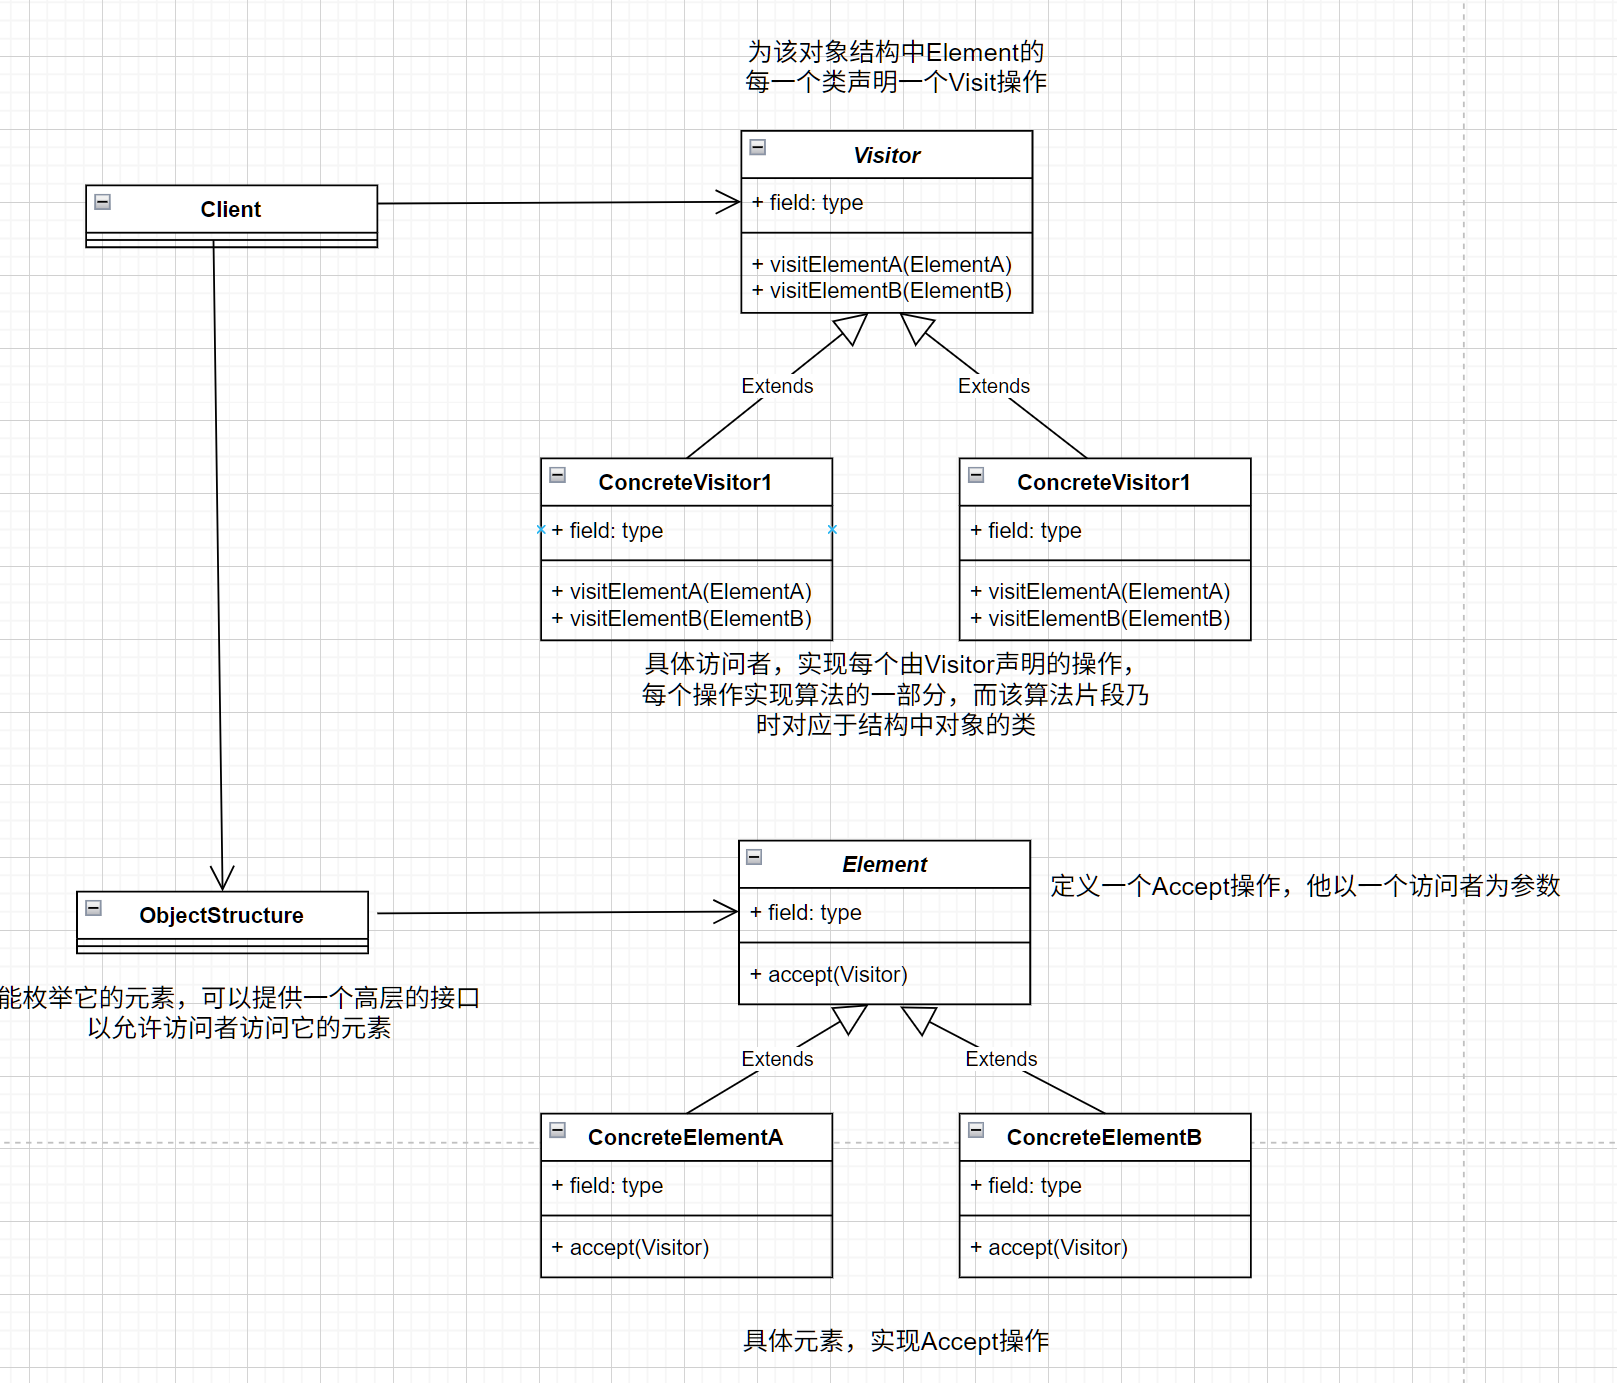 为该对象结构中Element的
每一个类声明一个Visit操作
Visitor
+ field: type
+ visitElementA(ElementA)
+ visitElementB(ElementB)
Client
Extends
Extends
ConcreteVisitor1
+ field: type
+ visitElementA(ElementA)
+ visitElementB(ElementB)
ConcreteVisitor1
+ field: type
+ visitElementA(ElementA)
+ visitElementB(ElementB)
具体访问者，实现每个由Visitor声明的操作，
每个操作实现算法的一部分，而该算法片段乃
时对应于结构中对象的类
Element
+ field: type
+ accept(Visitor)
定义一个Accept操作，他以一个访问者为参数
ObjectStructure
能枚举它的元素，可以提供一个高层的接口
以允许访问者访问它的元素
Extends
Extends
ConcreteElementA
+ field: type
+ accept(Visitor)
ConcreteElementB
+ field: type
+ accept(Visitor)
具体元素，实现Accept操作